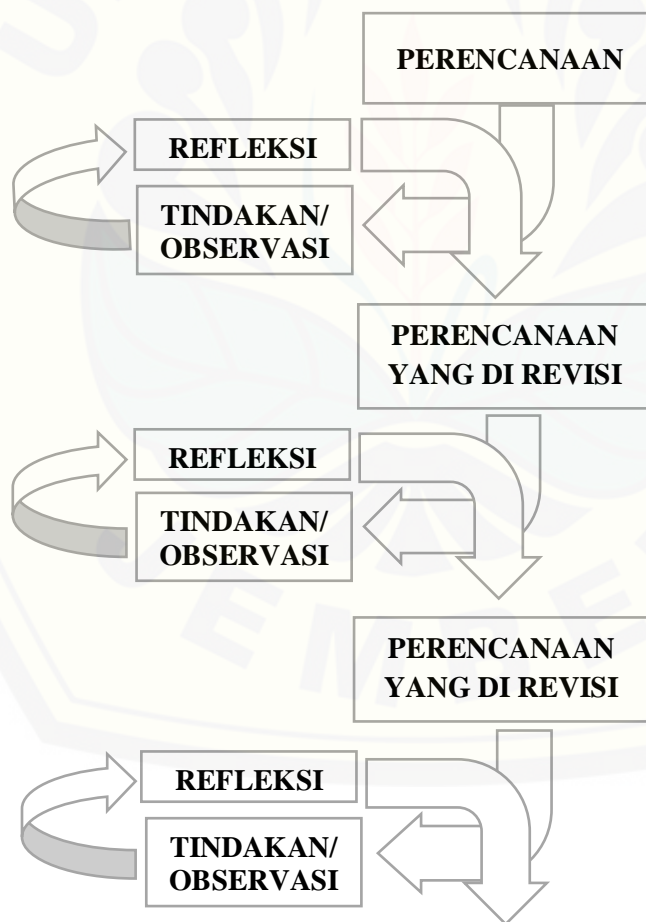 PERENCANAAN
REFLEKSI
TINDAKAN/
OBSERVASI
PERENCANAAN
YANG DI REVISI
REFLEKSI
TINDAKAN/
OBSERVASI
PERENCANAAN
YANG DI REVISI
REFLEKSI
TINDAKAN/
OBSERVASI